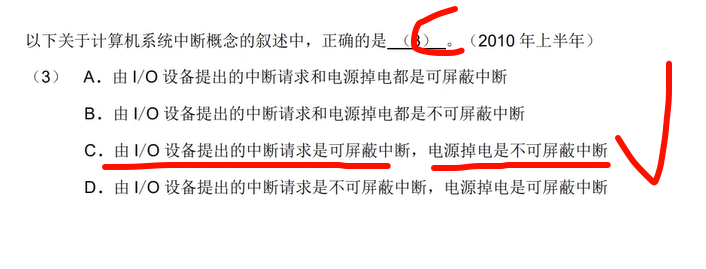 以下关于计算机系统中断概念的叙述中，正确的是 （3） 。（2010 年上半年）
（3） A．由 I/O 设备提出的中断请求和电源掉电都是可屏蔽中断
B．由 I/O 设备提出的中断请求和电源掉电都是不可屏蔽中断
C．由 I/O 设备提出的中断请求是可屏蔽中断，电源掉电是不可屏蔽中断
D．由 I/O 设备提出的中断请求是不可屏蔽中断，电源掉电是可屏蔽中断